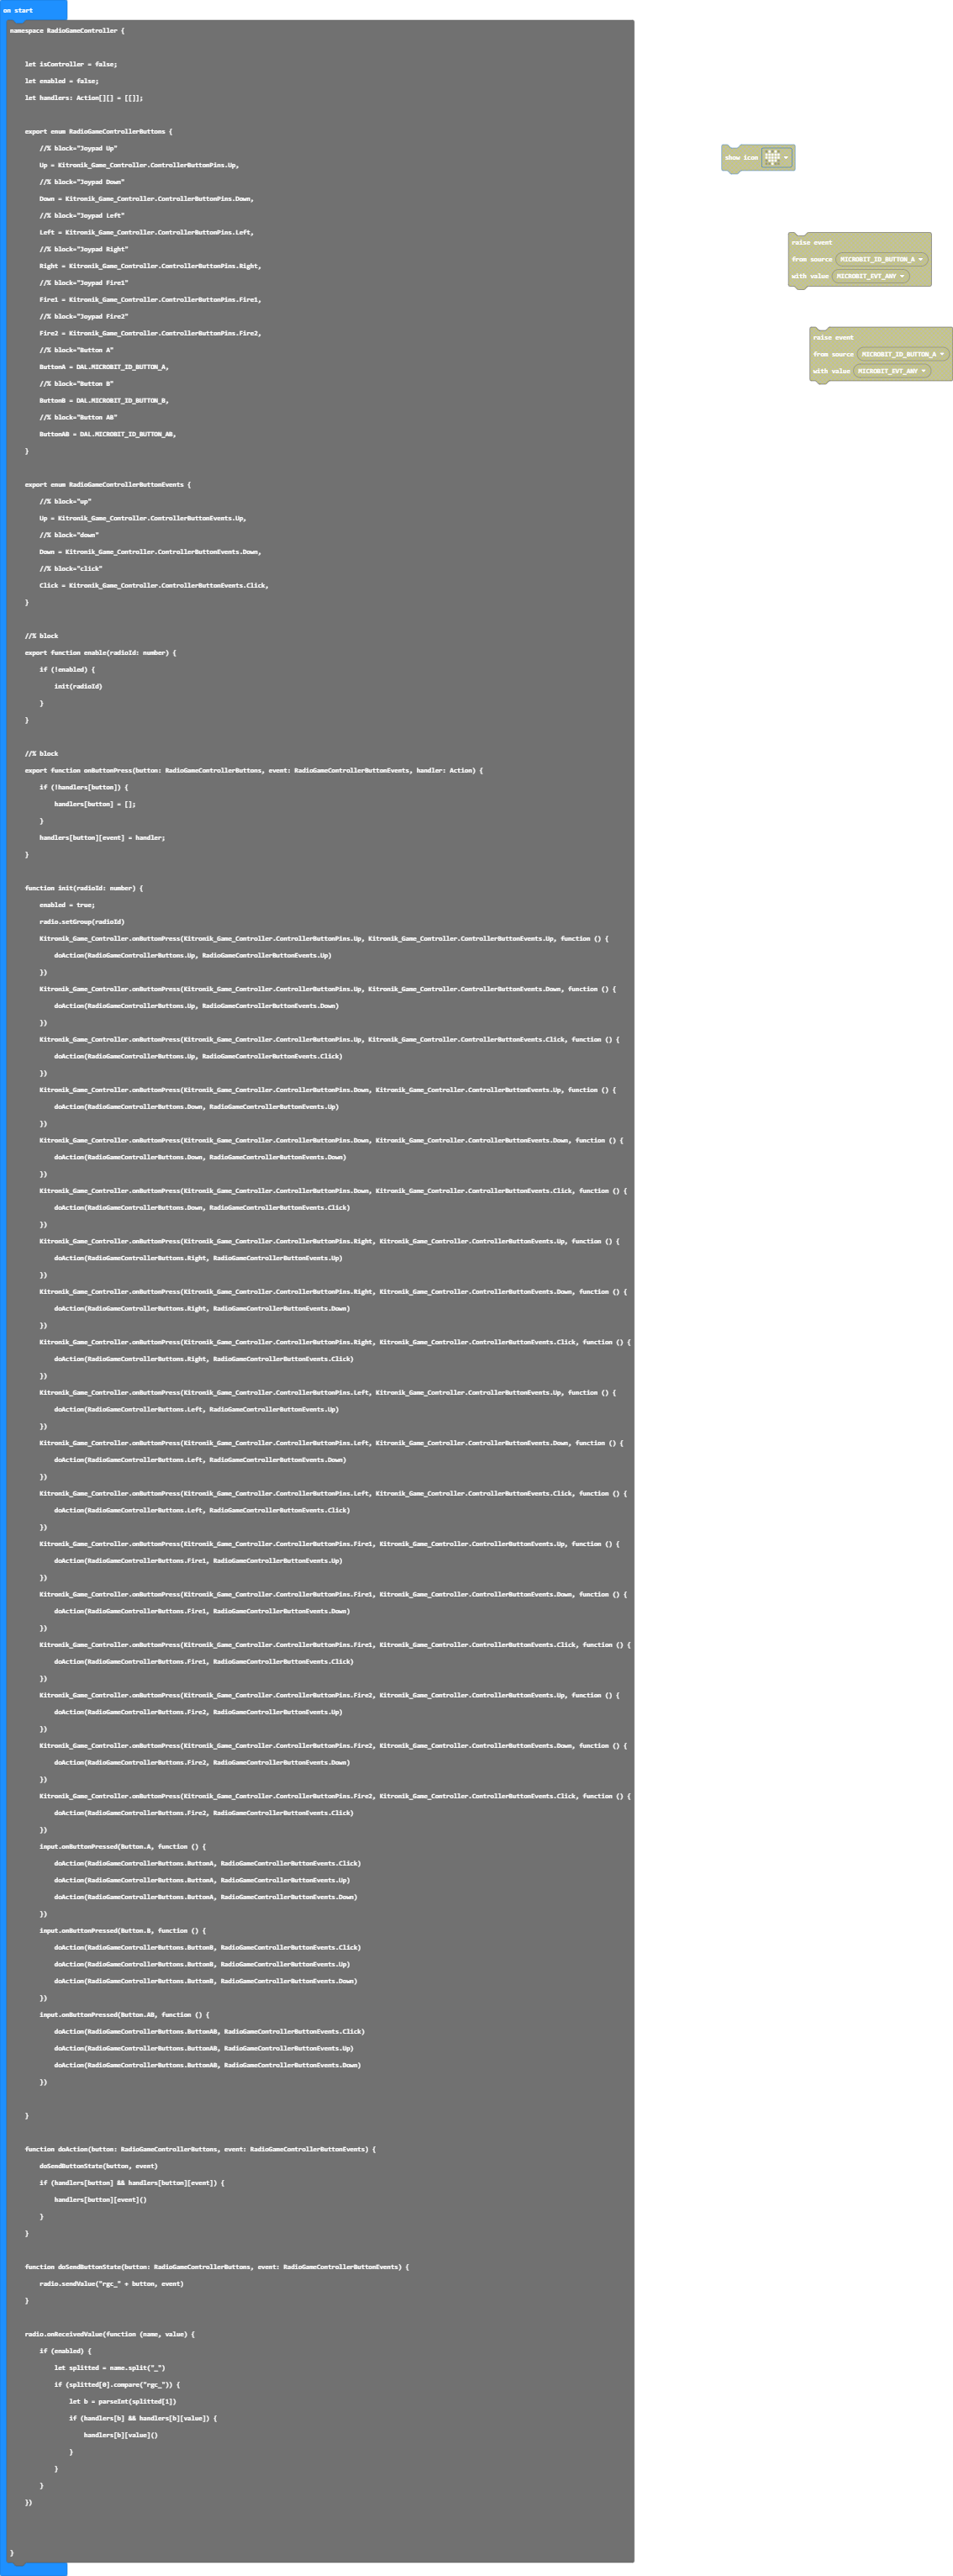 on start
namespace RadioGameController {
let isController = false;
let enabled = false;
let handlers: Action[][] = [[]];
export enum RadioGameControllerButtons {
//% block="Joypad Up"
Up = Kitronik_Game_Controller.ControllerButtonPins.Up,
//% block="Joypad Down"
Down = Kitronik_Game_Controller.ControllerButtonPins.Down,
//% block="Joypad Left"
Left = Kitronik_Game_Controller.ControllerButtonPins.Left,
//% block="Joypad Right"
Right = Kitronik_Game_Controller.ControllerButtonPins.Right,
//% block="Joypad Fire1"
Fire1 = Kitronik_Game_Controller.ControllerButtonPins.Fire1,
//% block="Joypad Fire2"
Fire2 = Kitronik_Game_Controller.ControllerButtonPins.Fire2,
//% block="Button A"
ButtonA = DAL.MICROBIT_ID_BUTTON_A,
//% block="Button B"
ButtonB = DAL.MICROBIT_ID_BUTTON_B,
//% block="Button AB"
ButtonAB = DAL.MICROBIT_ID_BUTTON_AB,
}
export enum RadioGameControllerButtonEvents {
//% block="up"
Up = Kitronik_Game_Controller.ControllerButtonEvents.Up,
//% block="down"
Down = Kitronik_Game_Controller.ControllerButtonEvents.Down,
//% block="click"
Click = Kitronik_Game_Controller.ControllerButtonEvents.Click,
}
//% block
export function enable(radioId: number) {
if (!enabled) {
init(radioId)
}
}
//% block
export function onButtonPress(button: RadioGameControllerButtons, event: RadioGameControllerButtonEvents, handler: Action) {
if (!handlers[button]) {
handlers[button] = [];
}
handlers[button][event] = handler;
}
function init(radioId: number) {
enabled = true;
radio.setGroup(radioId)
Kitronik_Game_Controller.onButtonPress(Kitronik_Game_Controller.ControllerButtonPins.Up, Kitronik_Game_Controller.ControllerButtonEvents.Up, function () {
doAction(RadioGameControllerButtons.Up, RadioGameControllerButtonEvents.Up)
})
Kitronik_Game_Controller.onButtonPress(Kitronik_Game_Controller.ControllerButtonPins.Up, Kitronik_Game_Controller.ControllerButtonEvents.Down, function () {
doAction(RadioGameControllerButtons.Up, RadioGameControllerButtonEvents.Down)
})
Kitronik_Game_Controller.onButtonPress(Kitronik_Game_Controller.ControllerButtonPins.Up, Kitronik_Game_Controller.ControllerButtonEvents.Click, function () {
doAction(RadioGameControllerButtons.Up, RadioGameControllerButtonEvents.Click)
})
Kitronik_Game_Controller.onButtonPress(Kitronik_Game_Controller.ControllerButtonPins.Down, Kitronik_Game_Controller.ControllerButtonEvents.Up, function () {
doAction(RadioGameControllerButtons.Down, RadioGameControllerButtonEvents.Up)
})
Kitronik_Game_Controller.onButtonPress(Kitronik_Game_Controller.ControllerButtonPins.Down, Kitronik_Game_Controller.ControllerButtonEvents.Down, function () {
doAction(RadioGameControllerButtons.Down, RadioGameControllerButtonEvents.Down)
})
Kitronik_Game_Controller.onButtonPress(Kitronik_Game_Controller.ControllerButtonPins.Down, Kitronik_Game_Controller.ControllerButtonEvents.Click, function () {
doAction(RadioGameControllerButtons.Down, RadioGameControllerButtonEvents.Click)
})
Kitronik_Game_Controller.onButtonPress(Kitronik_Game_Controller.ControllerButtonPins.Right, Kitronik_Game_Controller.ControllerButtonEvents.Up, function () {
doAction(RadioGameControllerButtons.Right, RadioGameControllerButtonEvents.Up)
})
Kitronik_Game_Controller.onButtonPress(Kitronik_Game_Controller.ControllerButtonPins.Right, Kitronik_Game_Controller.ControllerButtonEvents.Down, function () {
doAction(RadioGameControllerButtons.Right, RadioGameControllerButtonEvents.Down)
})
Kitronik_Game_Controller.onButtonPress(Kitronik_Game_Controller.ControllerButtonPins.Right, Kitronik_Game_Controller.ControllerButtonEvents.Click, function () {
doAction(RadioGameControllerButtons.Right, RadioGameControllerButtonEvents.Click)
})
Kitronik_Game_Controller.onButtonPress(Kitronik_Game_Controller.ControllerButtonPins.Left, Kitronik_Game_Controller.ControllerButtonEvents.Up, function () {
doAction(RadioGameControllerButtons.Left, RadioGameControllerButtonEvents.Up)
})
Kitronik_Game_Controller.onButtonPress(Kitronik_Game_Controller.ControllerButtonPins.Left, Kitronik_Game_Controller.ControllerButtonEvents.Down, function () {
doAction(RadioGameControllerButtons.Left, RadioGameControllerButtonEvents.Down)
})
Kitronik_Game_Controller.onButtonPress(Kitronik_Game_Controller.ControllerButtonPins.Left, Kitronik_Game_Controller.ControllerButtonEvents.Click, function () {
doAction(RadioGameControllerButtons.Left, RadioGameControllerButtonEvents.Click)
})
Kitronik_Game_Controller.onButtonPress(Kitronik_Game_Controller.ControllerButtonPins.Fire1, Kitronik_Game_Controller.ControllerButtonEvents.Up, function () {
doAction(RadioGameControllerButtons.Fire1, RadioGameControllerButtonEvents.Up)
})
Kitronik_Game_Controller.onButtonPress(Kitronik_Game_Controller.ControllerButtonPins.Fire1, Kitronik_Game_Controller.ControllerButtonEvents.Down, function () {
doAction(RadioGameControllerButtons.Fire1, RadioGameControllerButtonEvents.Down)
})
Kitronik_Game_Controller.onButtonPress(Kitronik_Game_Controller.ControllerButtonPins.Fire1, Kitronik_Game_Controller.ControllerButtonEvents.Click, function () {
doAction(RadioGameControllerButtons.Fire1, RadioGameControllerButtonEvents.Click)
})
Kitronik_Game_Controller.onButtonPress(Kitronik_Game_Controller.ControllerButtonPins.Fire2, Kitronik_Game_Controller.ControllerButtonEvents.Up, function () {
doAction(RadioGameControllerButtons.Fire2, RadioGameControllerButtonEvents.Up)
})
Kitronik_Game_Controller.onButtonPress(Kitronik_Game_Controller.ControllerButtonPins.Fire2, Kitronik_Game_Controller.ControllerButtonEvents.Down, function () {
doAction(RadioGameControllerButtons.Fire2, RadioGameControllerButtonEvents.Down)
})
Kitronik_Game_Controller.onButtonPress(Kitronik_Game_Controller.ControllerButtonPins.Fire2, Kitronik_Game_Controller.ControllerButtonEvents.Click, function () {
doAction(RadioGameControllerButtons.Fire2, RadioGameControllerButtonEvents.Click)
})
input.onButtonPressed(Button.A, function () {
doAction(RadioGameControllerButtons.ButtonA, RadioGameControllerButtonEvents.Click)
doAction(RadioGameControllerButtons.ButtonA, RadioGameControllerButtonEvents.Up)
doAction(RadioGameControllerButtons.ButtonA, RadioGameControllerButtonEvents.Down)
})
input.onButtonPressed(Button.B, function () {
doAction(RadioGameControllerButtons.ButtonB, RadioGameControllerButtonEvents.Click)
doAction(RadioGameControllerButtons.ButtonB, RadioGameControllerButtonEvents.Up)
doAction(RadioGameControllerButtons.ButtonB, RadioGameControllerButtonEvents.Down)
})
input.onButtonPressed(Button.AB, function () {
doAction(RadioGameControllerButtons.ButtonAB, RadioGameControllerButtonEvents.Click)
doAction(RadioGameControllerButtons.ButtonAB, RadioGameControllerButtonEvents.Up)
doAction(RadioGameControllerButtons.ButtonAB, RadioGameControllerButtonEvents.Down)
})
}
function doAction(button: RadioGameControllerButtons, event: RadioGameControllerButtonEvents) {
doSendButtonState(button, event)
if (handlers[button] && handlers[button][event]) {
handlers[button][event]()
}
}
function doSendButtonState(button: RadioGameControllerButtons, event: RadioGameControllerButtonEvents) {
radio.sendValue("rgc_" + button, event)
}
radio.onReceivedValue(function (name, value) {
if (enabled) {
let splitted = name.split("_")
if (splitted[0].compare("rgc_")) {
let b = parseInt(splitted[1])
if (handlers[b] && handlers[b][value]) {
handlers[b][value]()
}
}
}
})
}
show icon
raise event
from source MICROBIT_ID_BUTTON_A
with value MICROBIT_EVT_ANY
raise event
from source MICROBIT_ID_BUTTON_A
with value MICROBIT_EVT_ANY